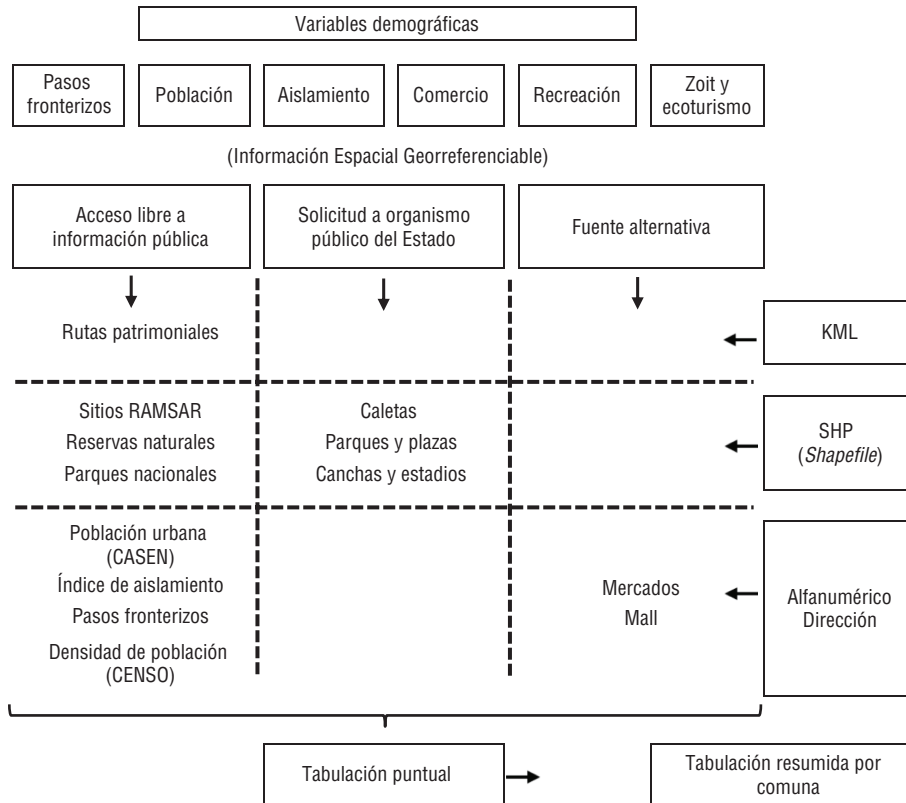 Variables demográficas
Pasos
fronterizos
Población
Aislamiento
Comercio
Recreación
Zoit y
ecoturismo
(Información Espacial Georreferenciable)
Acceso libre a
información pública
Solicitud a organismo
público del Estado
Fuente alternativa
Rutas patrimoniales
KML
Sitios RAMSAR
Reservas naturales
Parques nacionales
Caletas
Parques y plazas
Canchas y estadios
SHP
(Shapefile)
Población urbana
(CASEN)
Índice de aislamiento
Pasos fronterizos
Densidad de población
(CENSO)
Mercados
Mall
Alfanumérico
Dirección
Tabulación puntual
Tabulación resumida por
comuna